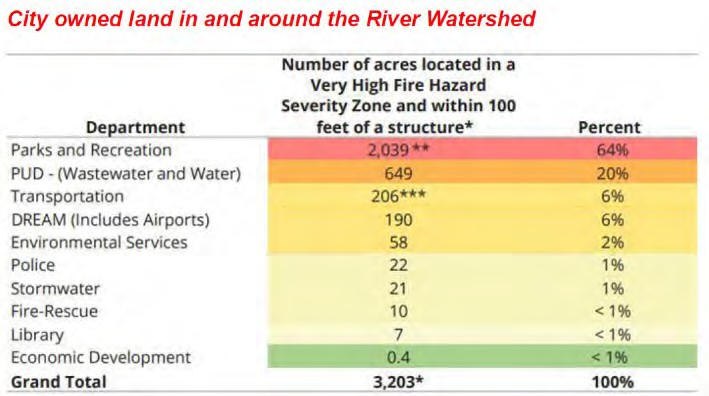 City owned land in and around the River Watershed
Number of acres located in a
Very High Fire Hazard
Severity Zone and within 100
Department feet of a structure* Percent
Parks and Recreation 2,039 ** 64%
PUD - (Wastewater and Water) 649 20%
Transportation 206*** 6%
DREAM (Includes Airports) 190 6%
Environmental Services 58 2%
Police 22 1%
Stormwater 21 1%
Fire-Rescue 10 < 1%
Library 7 < 1%
Economic Development 0.4 < 1%
Grand Total 3,203* 100%